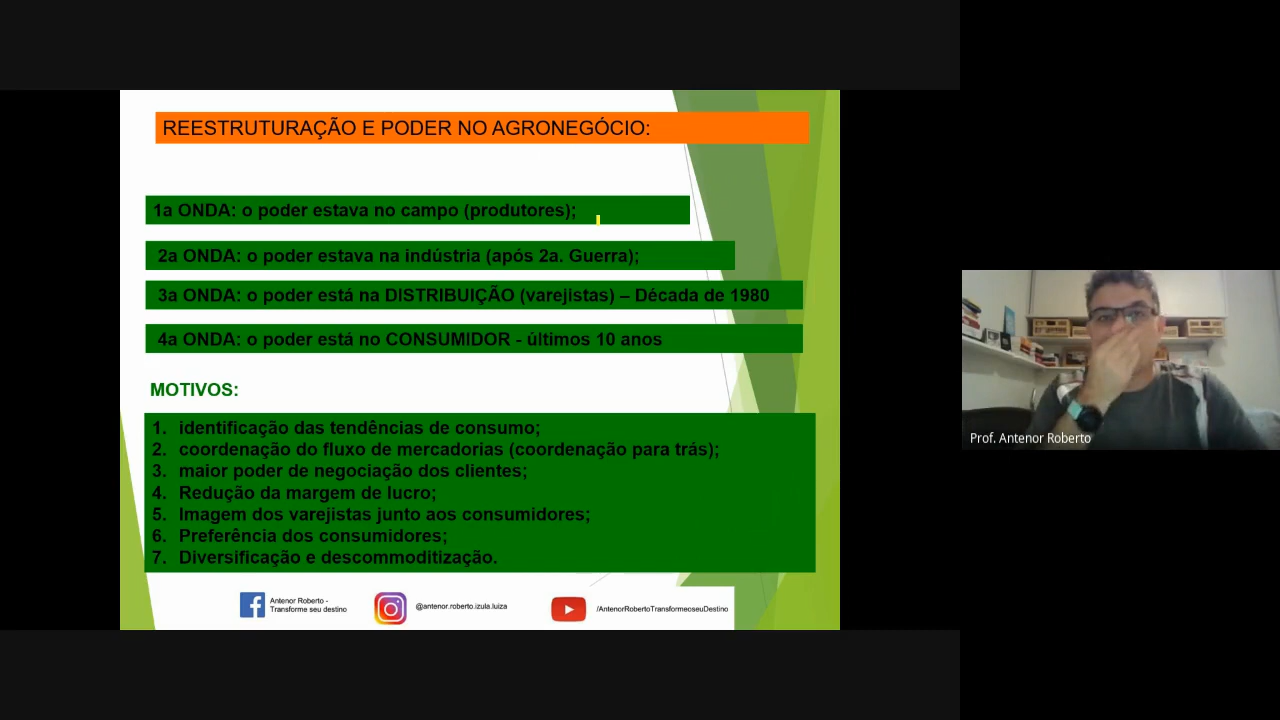 REESTRUTURAÇÃO E PODER NO AGRONEGÓCIO:
1a ONDA: o poder estava no campo (produtores);
2a ONDA: o poder estava na indústria (após 2a. Guerra);
3a ONDA: o poder está na DISTRIBUIÇÃO (varejistas) – Década de 1980
4a ONDA: o poder está no CONSUMIDOR - últimos 10 anos
MOTIVOS:
1. identificação das tendências de consumo;
2. coordenação do fluxo de mercadorias (coordenação para trás);
3. maior poder de negociação dos clientes;
4. Redução da margem de lucro;
5. Imagem dos varejistas junto aos consumidores;
6. Preferência dos consumidores;
7. Diversificação e descommoditização.
Antenor Roberto -
Transforme seu destino
@antenor.roberto.izula.luiza
/AntenorRobertoTransformeoseuDestino
Prof. Antenor Roberto